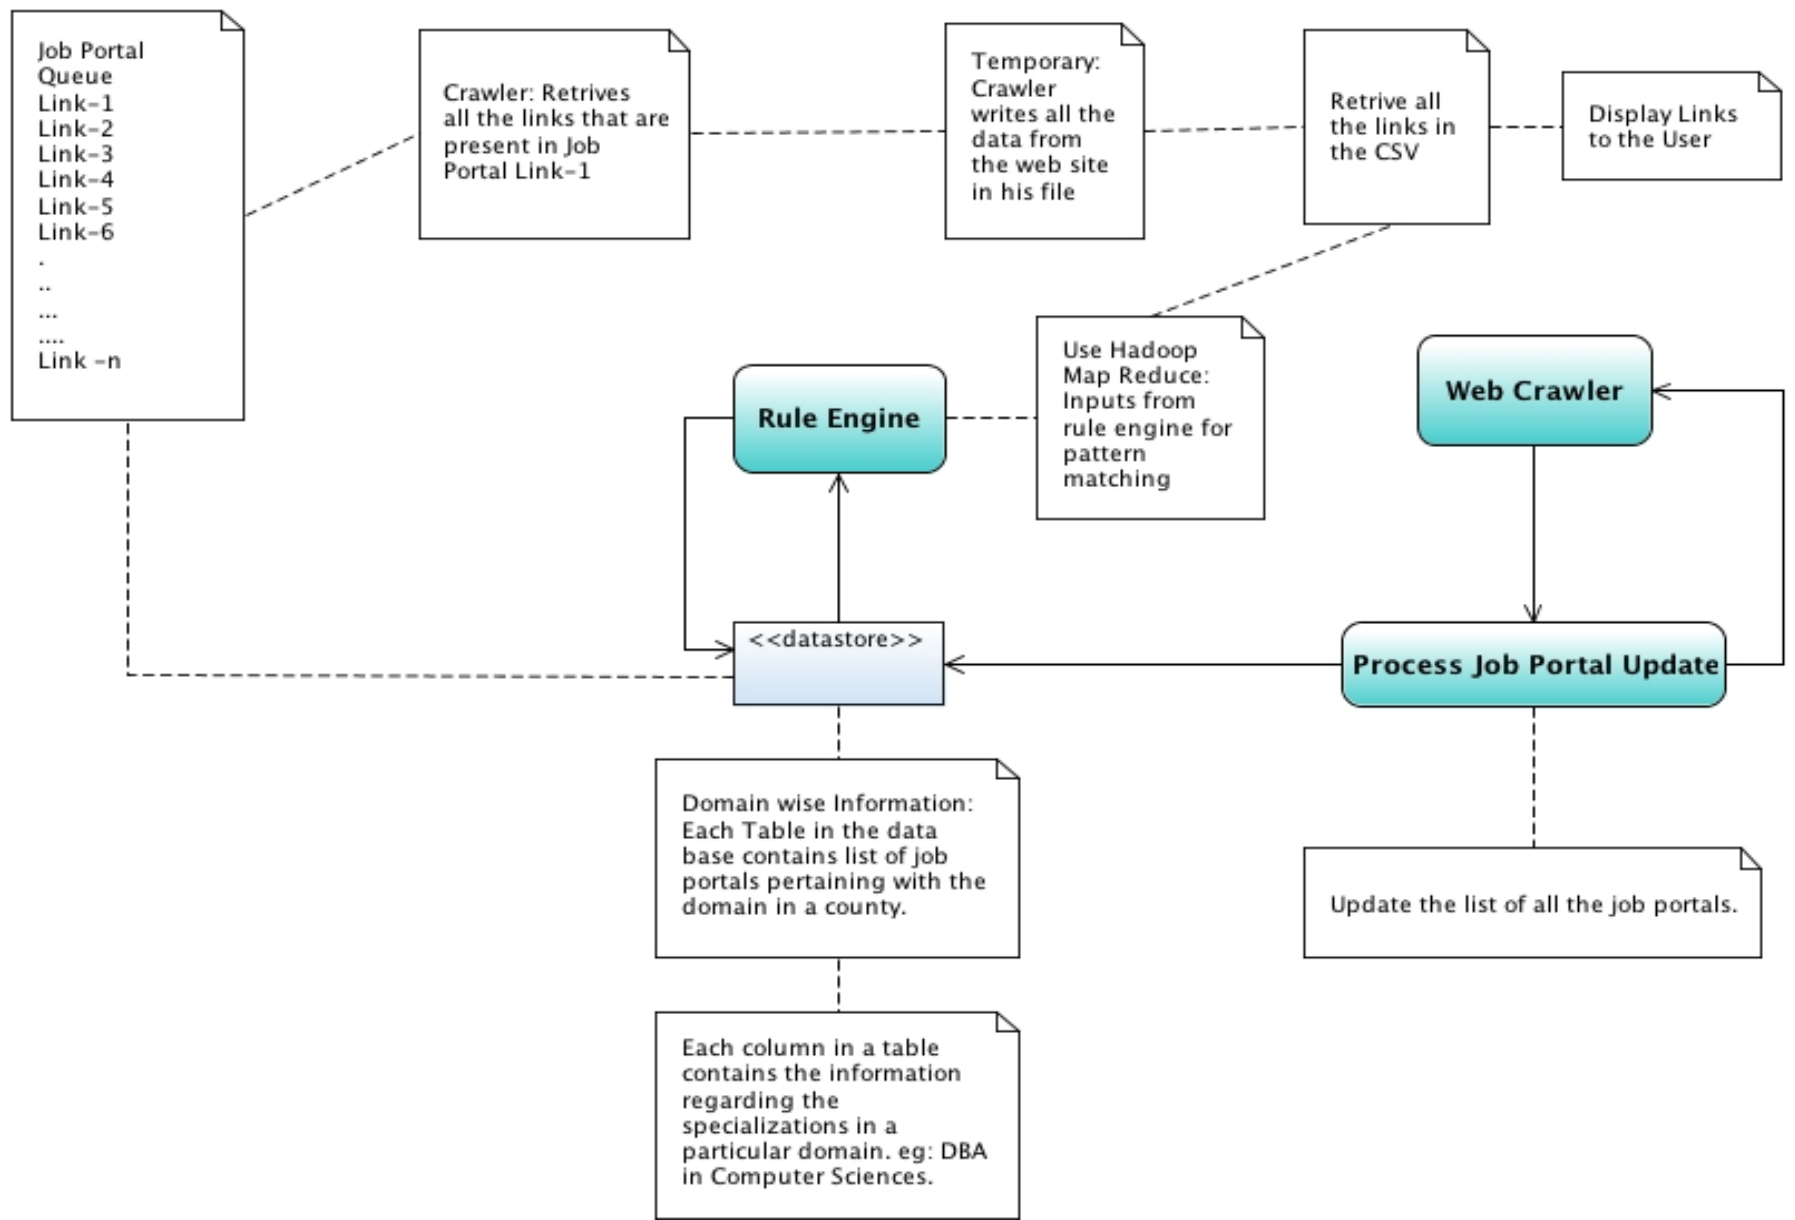 Job Portal
Queue
Link-1
Link-2
Link-3
Link-4
Link-5
Link-6
.
..
...
....
Link -n
Crawler: Retrives
all the links that are
present in Job
Portal Link-1
Temporary:
Crawler
writes all the
data from
the web site
in his file
Retrive all
the links in
the CSV
Display Links
to the User
Use Hadoop
Map Reduce:
Inputs from
rule engine for
pattern
matching
Rule Engine
Web Crawler
<<datastore>>
Process Job Portal Update
Domain wise Information:
Each Table in the data
base contains list of job
portals pertaining with the
domain in a county.
Update the list of all the job portals.
Each column in a table
contains the information
regarding the
specializations in a
particular domain. eg: DBA
in Computer Sciences.